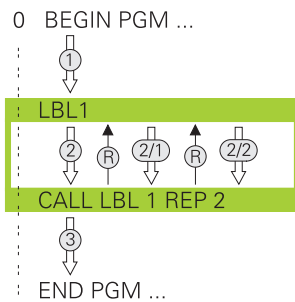 0 BEGIN PGM ...
1
LBL1
2 R 2/1 R 2/2
CALL LBL 1 REP 2
3
END PGM ...